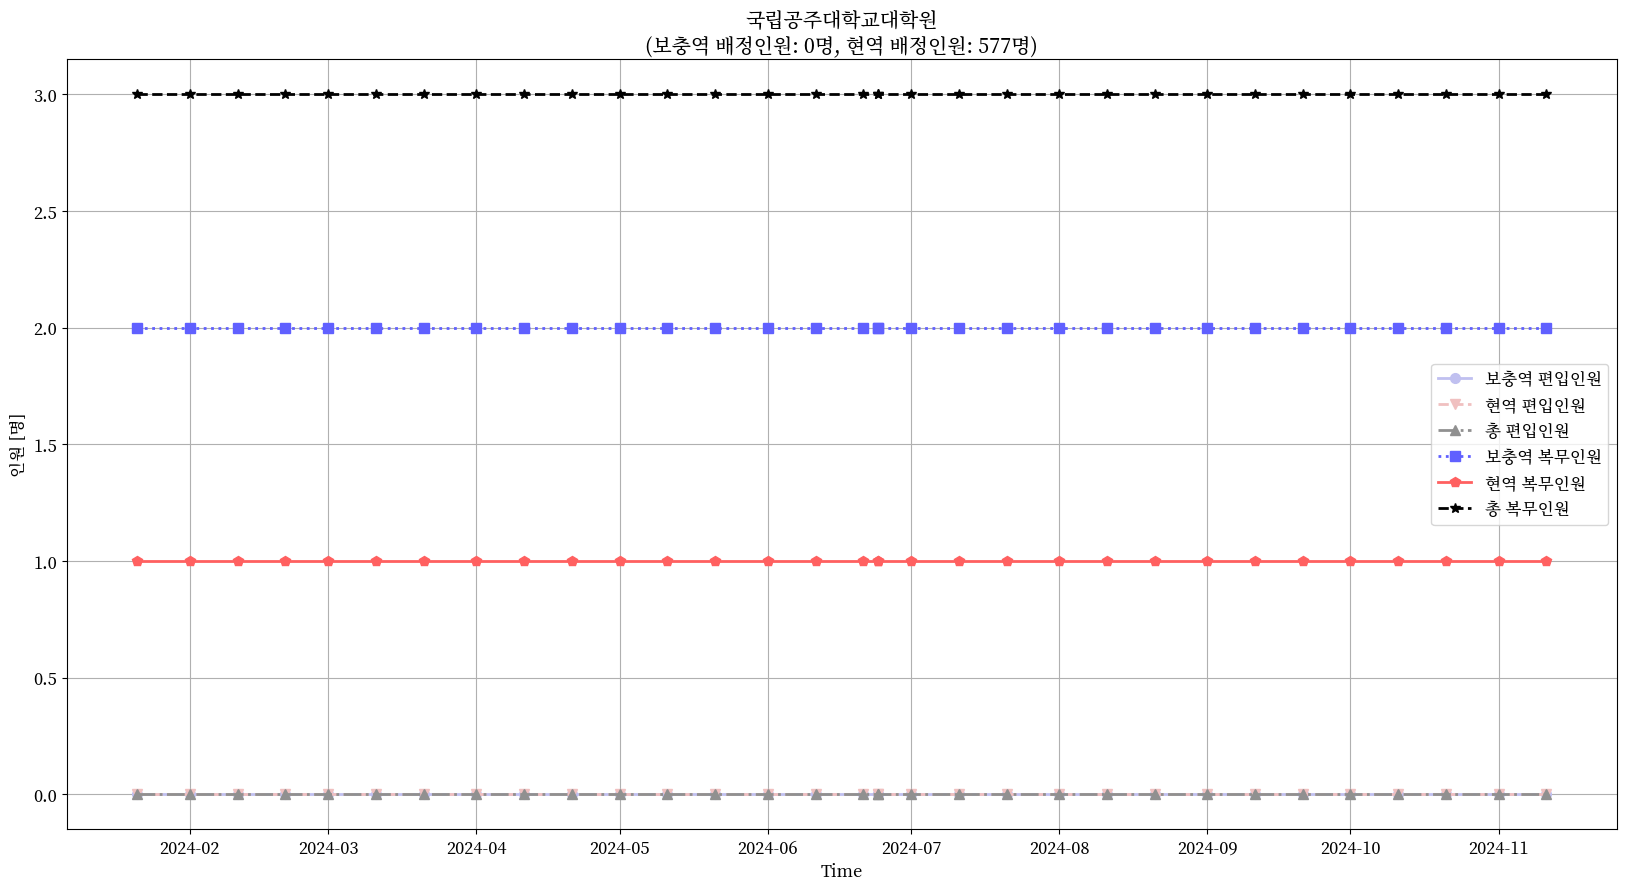 국립공주대학교대학원
(보충역 배정인원: 0명, 현역 배정인원: 577명)
인원 [명]
3.0
2.5
2.0
1.5
1.0
0.5
0.0
보충역 편입인원
현역 편입인원
총 편입인원
보충역 복무인원
현역 복무인원
총 복무인원
2024-02 2024-03 2024-04 2024-05 2024-06 2024-07 2024-08 2024-09 2024-10 2024-11
Time